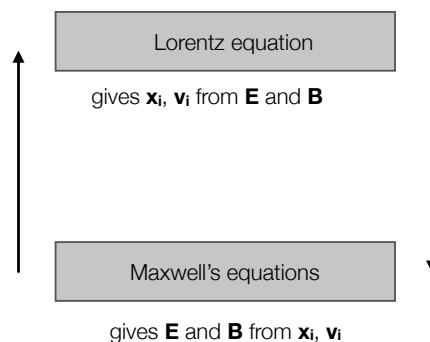 Lorentz equation
gives xᵢ, vᵢ from E and B
Maxwell's equations
gives E and B from xᵢ, vᵢ